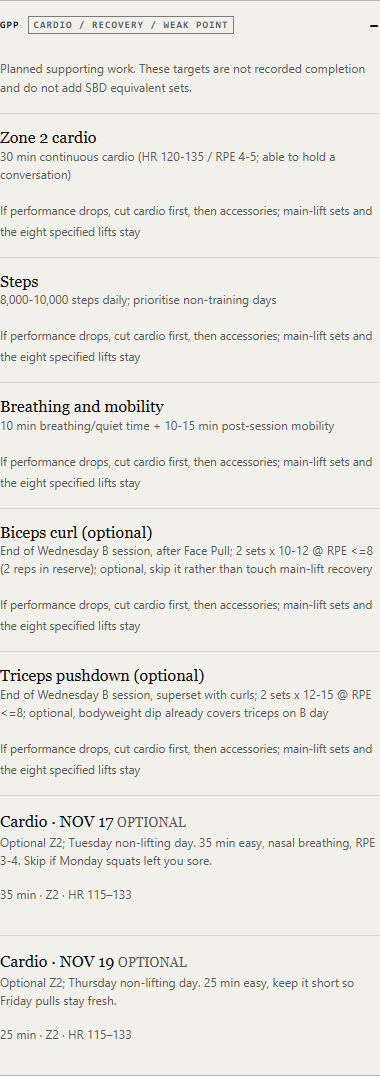 GPP CARDIO / RECOVERY / WEAK POINT –
Planned supporting work. These targets are not recorded completion
and do not add SBD equivalent sets.
Zone 2 cardio
30 min continuous cardio (HR 120-135 / RPE 4-5; able to hold a
conversation)
If performance drops, cut cardio first, then accessories; main-lift sets and
the eight specified lifts stay
Steps
8,000-10,000 steps daily; prioritise non-training days
If performance drops, cut cardio first, then accessories; main-lift sets and
the eight specified lifts stay
Breathing and mobility
10 min breathing/quiet time + 10-15 min post-session mobility
If performance drops, cut cardio first, then accessories; main-lift sets and
the eight specified lifts stay
Biceps curl (optional)
End of Wednesday B session, after Face Pull; 2 sets x 10-12 @ RPE <=8
(2 reps in reserve); optional, skip it rather than touch main-lift recovery
If performance drops, cut cardio first, then accessories; main-lift sets and
the eight specified lifts stay
Triceps pushdown (optional)
End of Wednesday B session, superset with curls; 2 sets x 12-15 @ RPE
<=8; optional, bodyweight dip already covers triceps on B day
If performance drops, cut cardio first, then accessories; main-lift sets and
the eight specified lifts stay
Cardio · NOV 17 OPTIONAL
Optional Z2; Tuesday non-lifting day. 35 min easy, nasal breathing, RPE
3-4. Skip if Monday squats left you sore.
35 min · Z2 · HR 115–133
Cardio · NOV 19 OPTIONAL
Optional Z2; Thursday non-lifting day. 25 min easy, keep it short so
Friday pulls stay fresh.
25 min · Z2 · HR 115–133